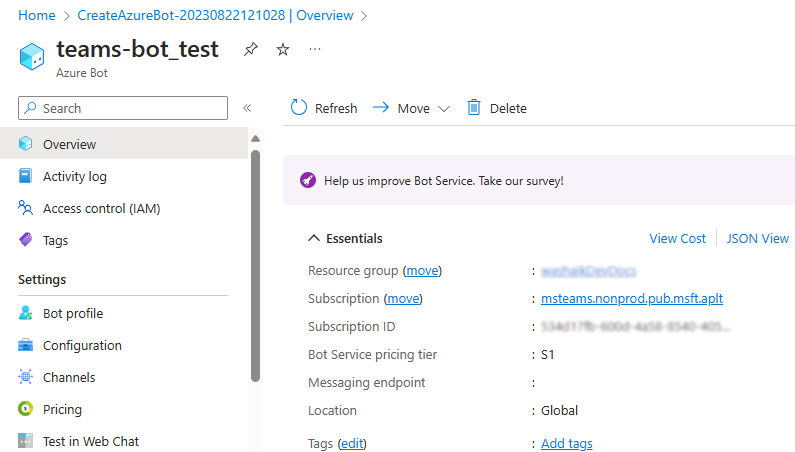 Home > CreateAzureBot-20230822121028 | Overview >
teams-bot_test
Azure Bot
Search
Refresh Move Delete
Overview
Activity log
Access control (IAM)
Tags
Settings
Bot profile
Configuration
Channels
Pricing
Test in Web Chat
Help us improve Bot Service. Take our survey!
Essentials View Cost JSON View
Resource group (move) :
Subscription (move) : msteams.nonprod.pub.msft.aplt
Subscription ID :
Bot Service pricing tier : S1
Messaging endpoint :
Location : Global
Tags (edit) : Add tags